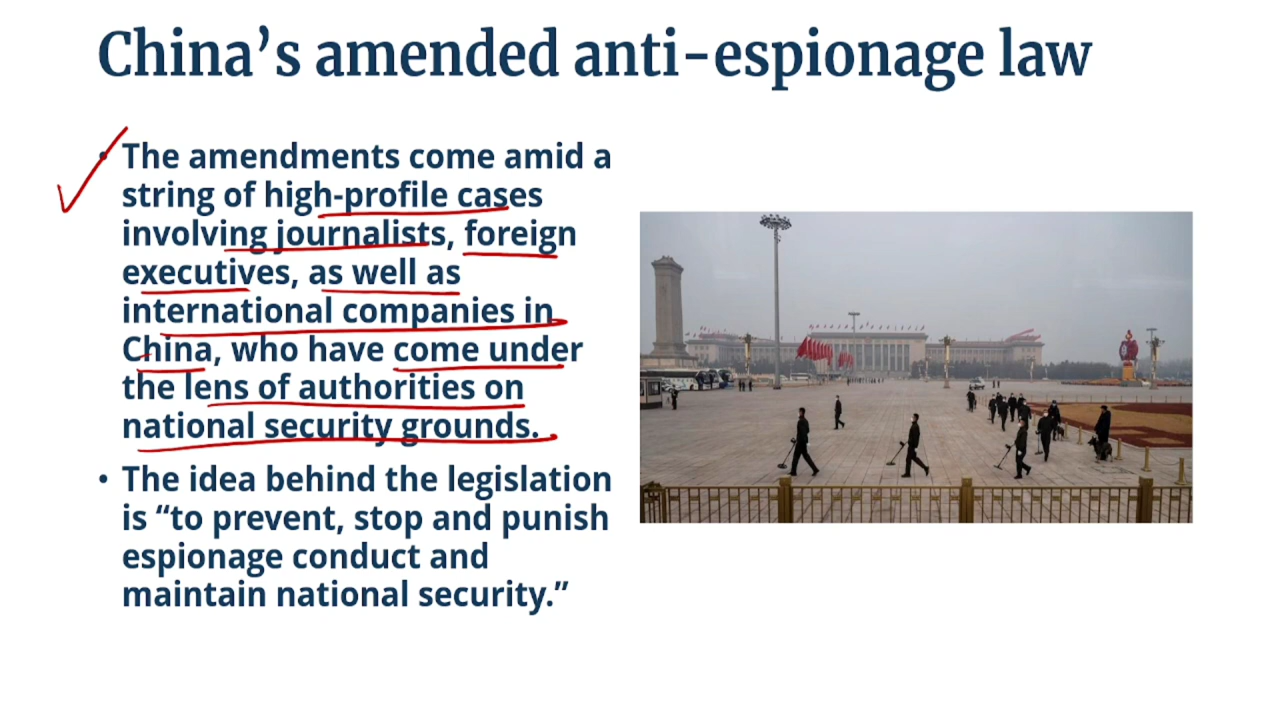 China’s amended anti-espionage law
• The amendments come amid a
string of high-profile cases
involving journalists, foreign
executives, as well as
international companies in
China, who have come under
the lens of authorities on
national security grounds.
• The idea behind the legislation
is “to prevent, stop and punish
espionage conduct and
maintain national security.”